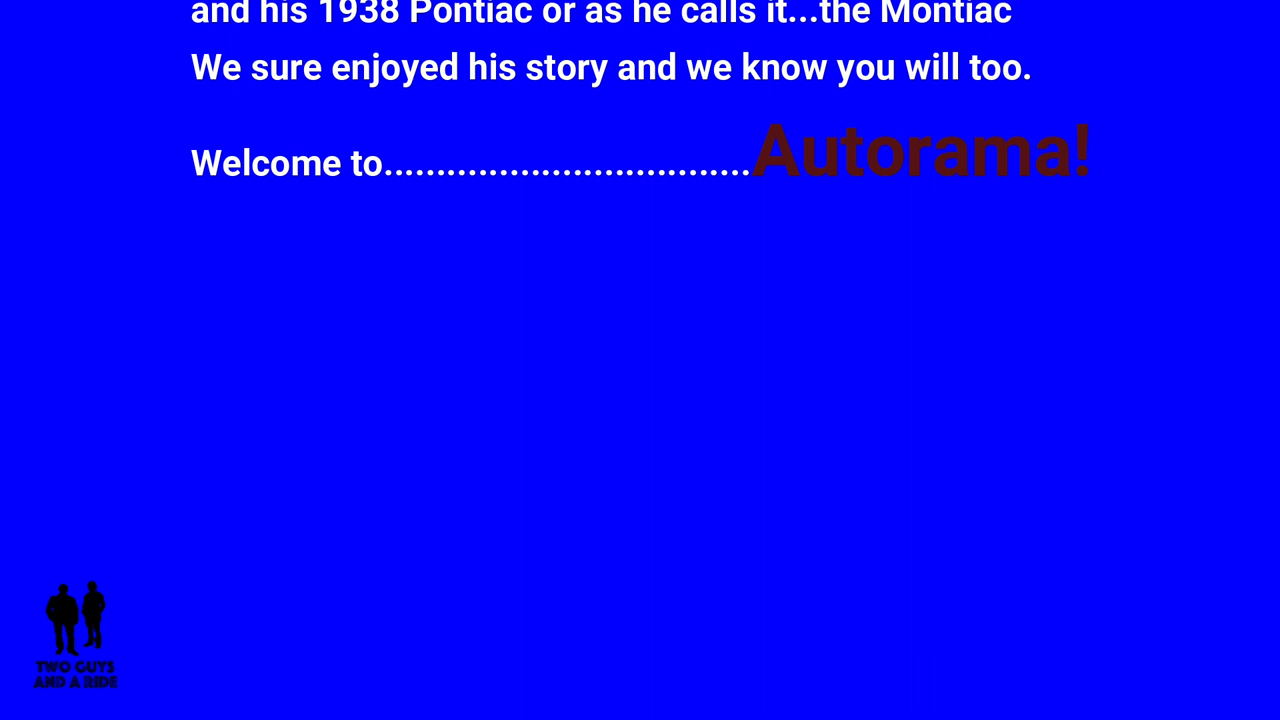 and his 1938 Pontiac or as he calls it...the Montiac
We sure enjoyed his story and we know you will too.
Welcome to...................................Autorama!
TWO GUYS
AND A RIDE